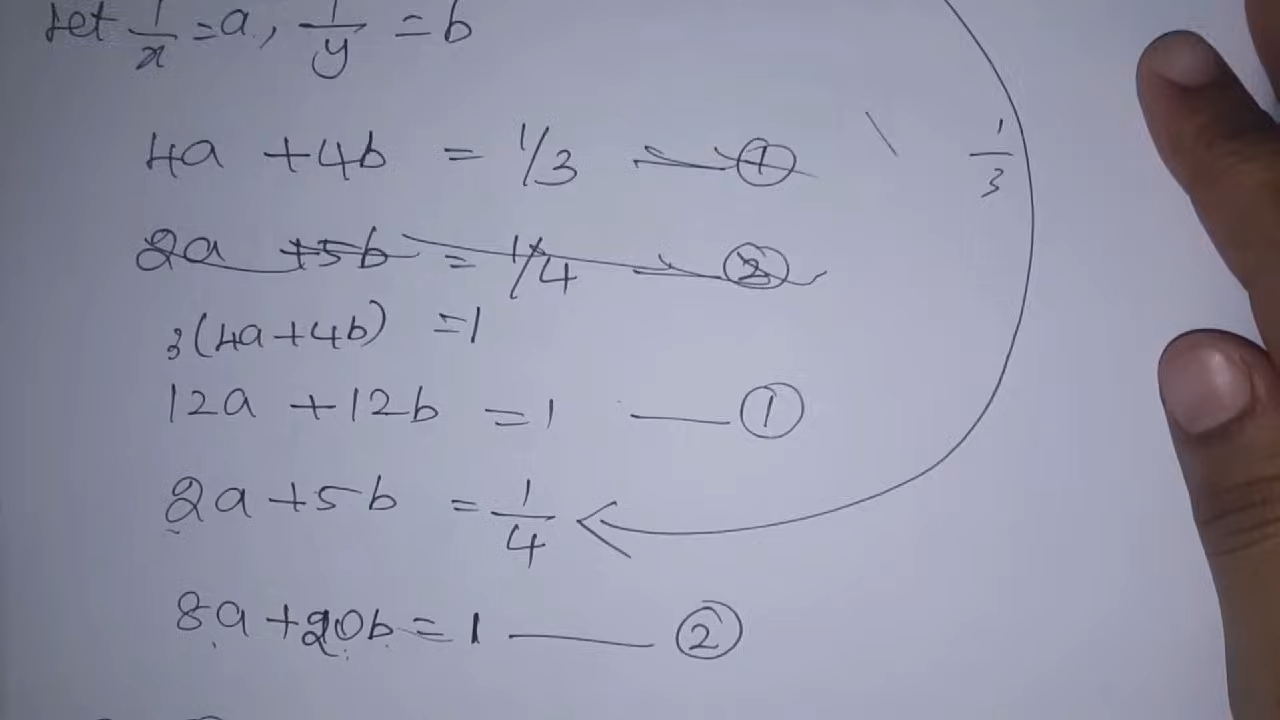 let 1/x = a, 1/y = b
4a + 4b = 1/3 — ①
1/3
2a + 5b = 1/4 — ②
3(4a+4b) = 1
12a + 12b = 1 — ①
2a + 5b = 1/4
8a + 20b = 1 — ②